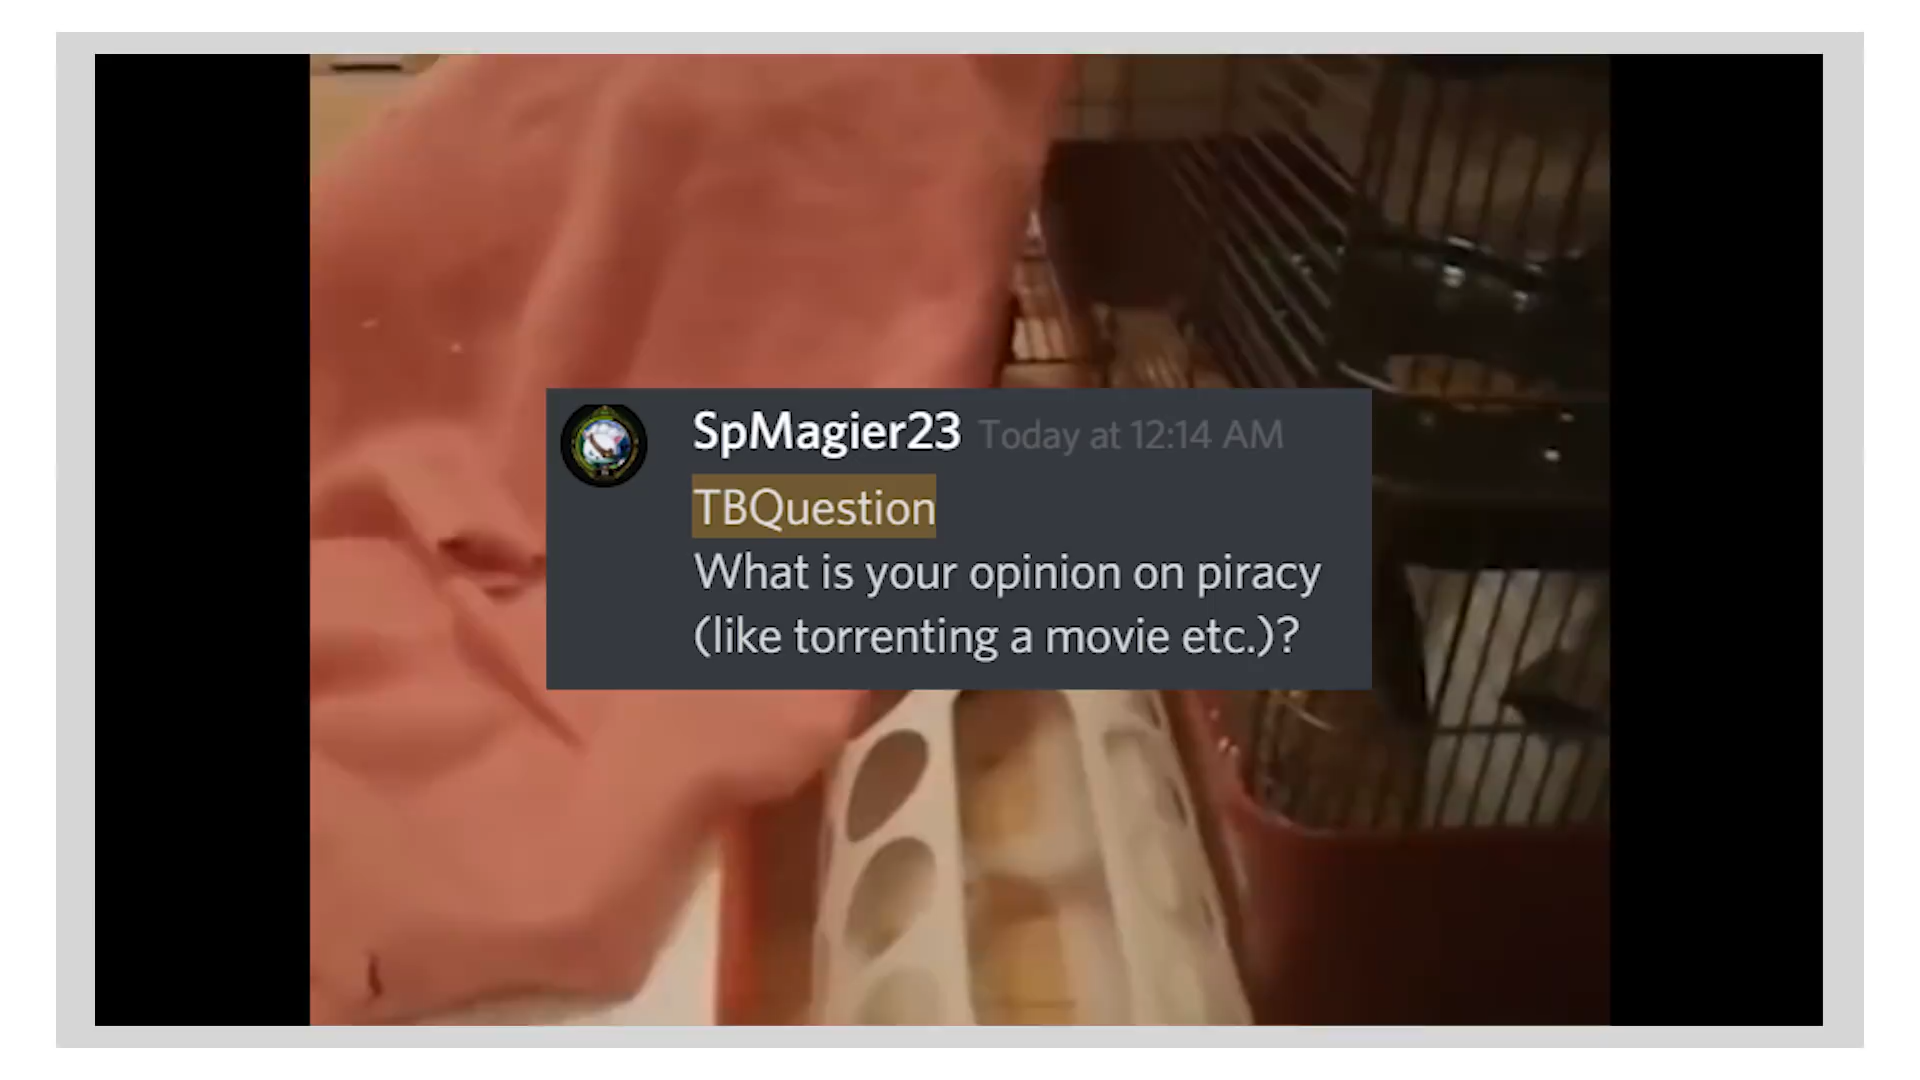 SpMagier23 Today at 12:14 AM
TBQuestion
What is your opinion on piracy
(like torrenting a movie etc.)?